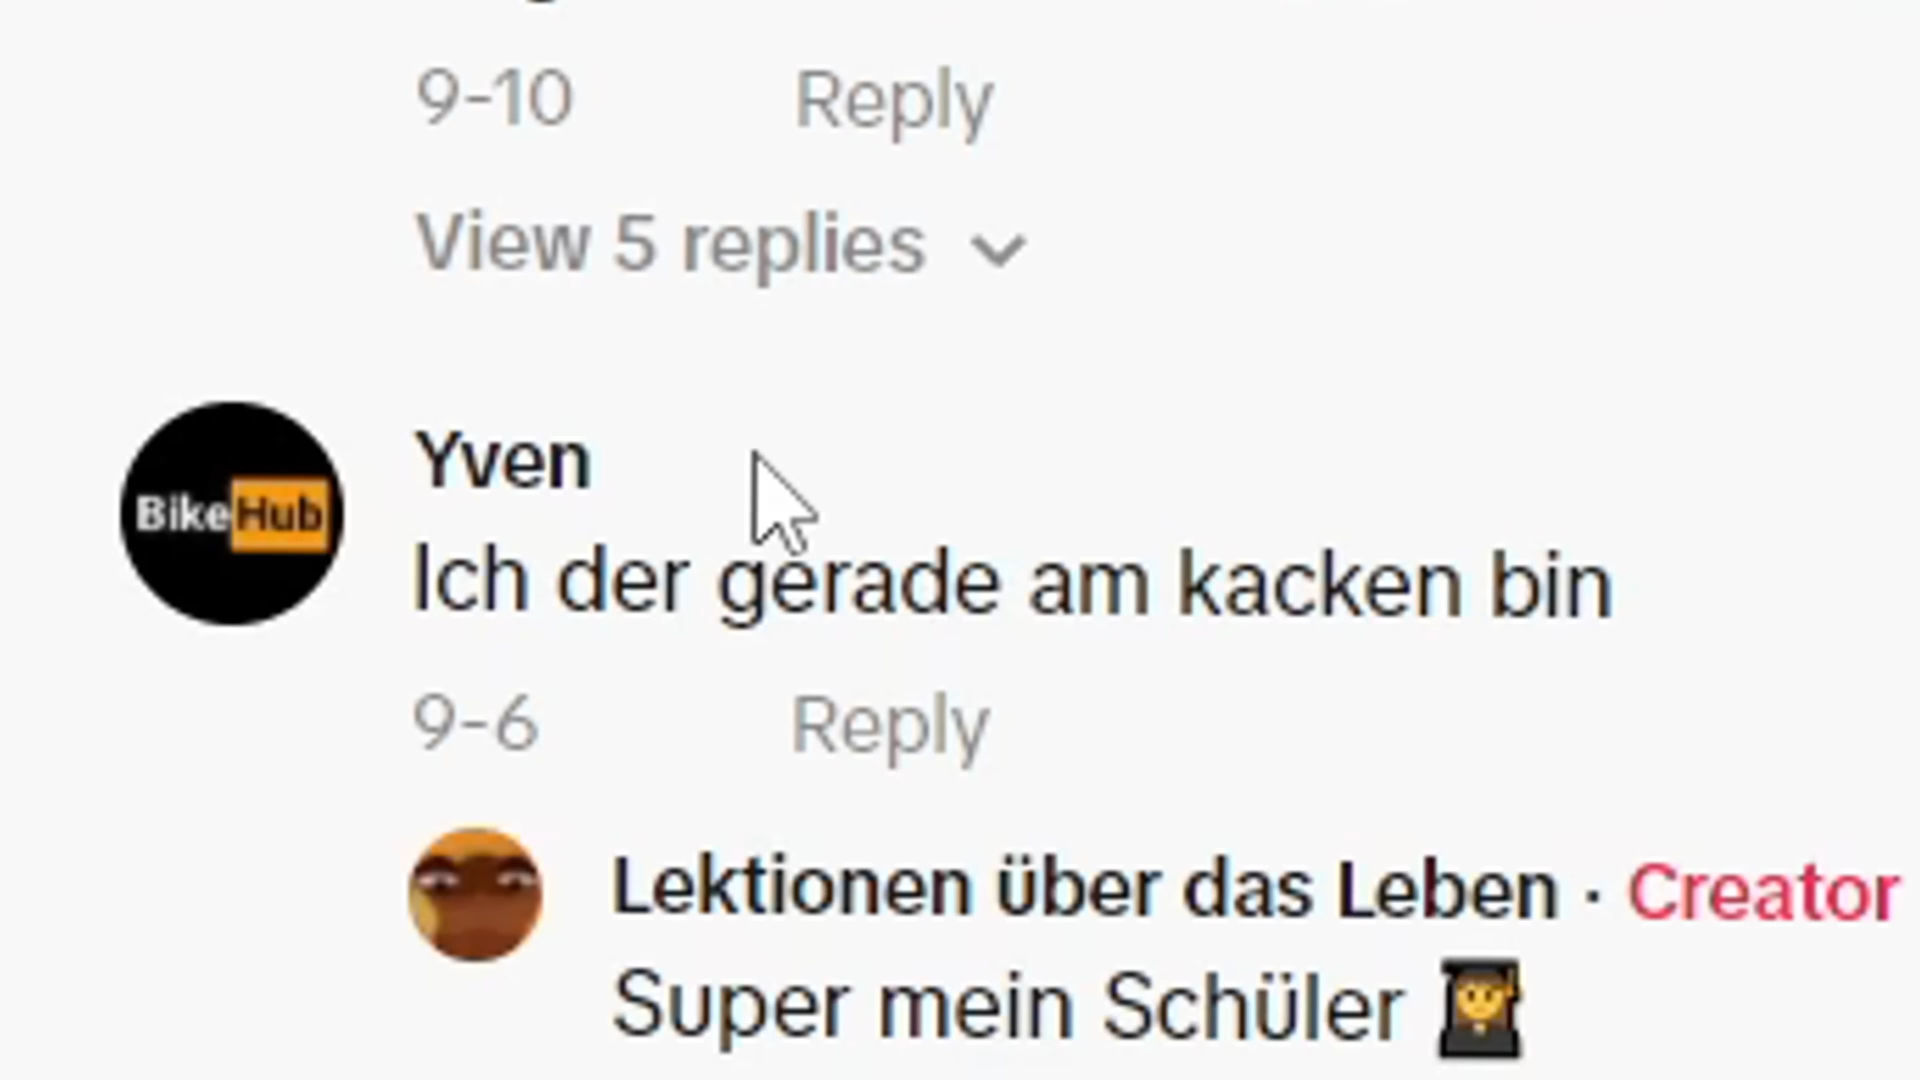 9-10 Reply
View 5 replies
BikeHub
Yven
Ich der gerade am kacken bin
9-6 Reply
Lektionen über das Leben · Creator
Super mein Schüler 👩‍🎓